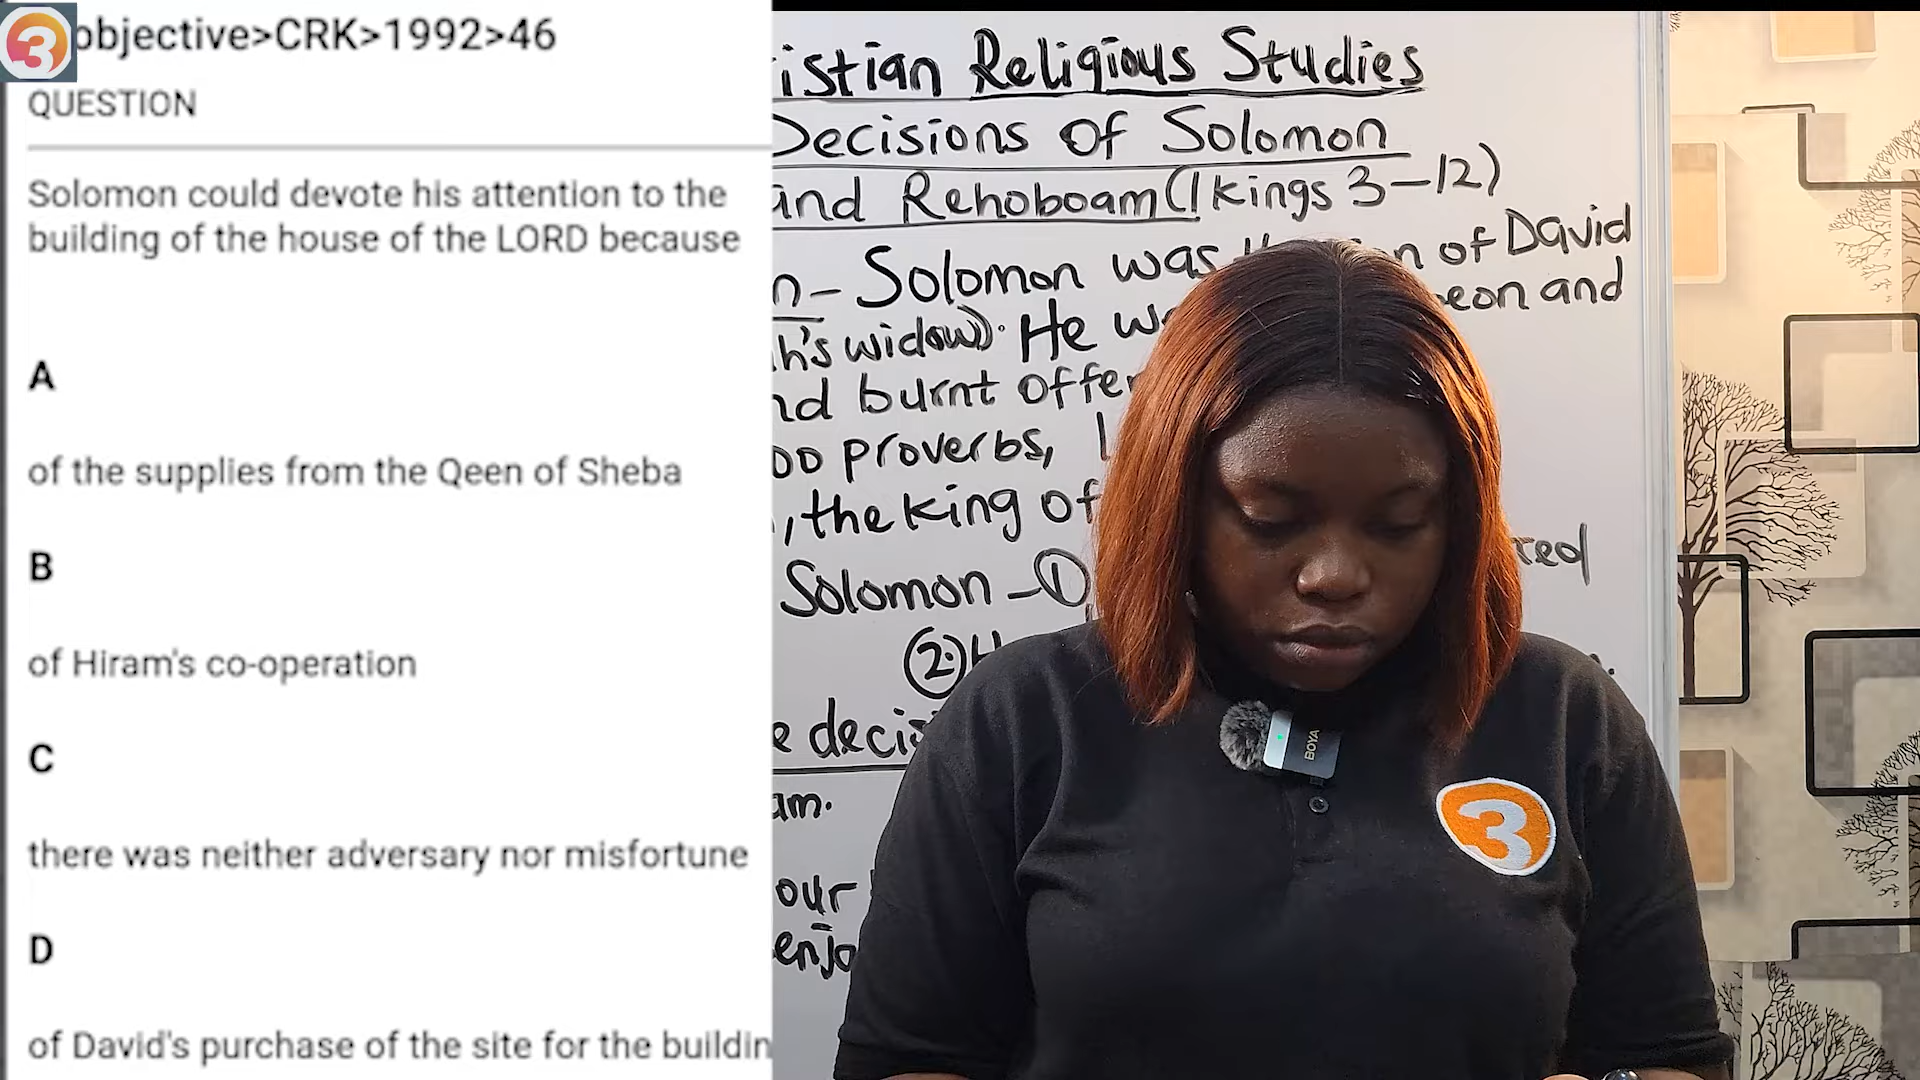 3
objective>CRK>1992>46
QUESTION
Solomon could devote his attention to the
building of the house of the LORD because
A
of the supplies from the Qeen of Sheba
B
of Hiram's co-operation
C
there was neither adversary nor misfortune
D
of David's purchase of the site for the buildin
istian Religious Studies
Decisions Of Solomon
and Rehoboam (1 kings 3-12)
n - Solomon was of David
h's widow). He eon and
nd burnt
00 proverbs,
, the king of
Solomon - ①
②
e
am.
our
enjo
BOYA
3